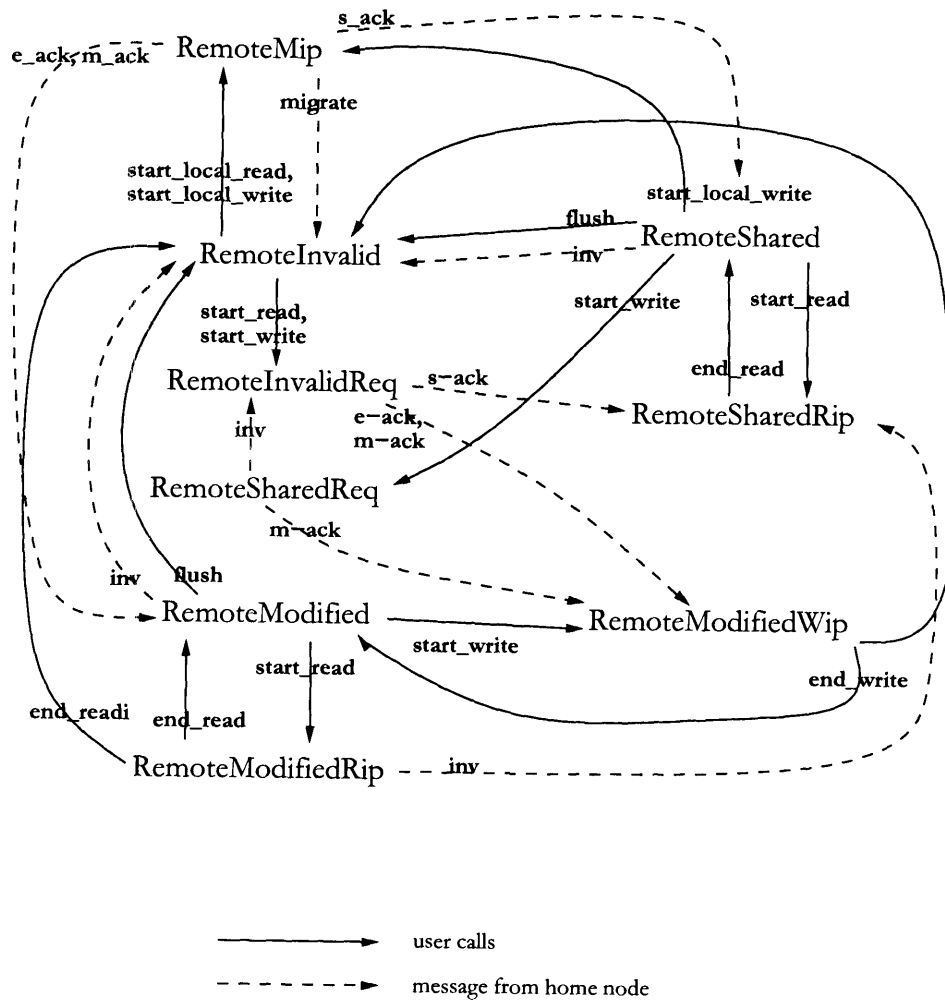 s_ack
e_ack, m_ack
RemoteMip
migrate
start_local_read,
start_local_write
start_local_write
flush
RemoteShared
RemoteInvalid
inv
start_read,
start_write
start_write
start_read
RemoteInvalidReq
s-ack
end_read
e-ack,
m-ack
RemoteSharedRip
inv
RemoteSharedReq
m-ack
inv
flush
RemoteModified
RemoteModifiedWip
start_write
start_read
end_write
end_readi
end_read
RemoteModifiedRip
inv
user calls
message from home node